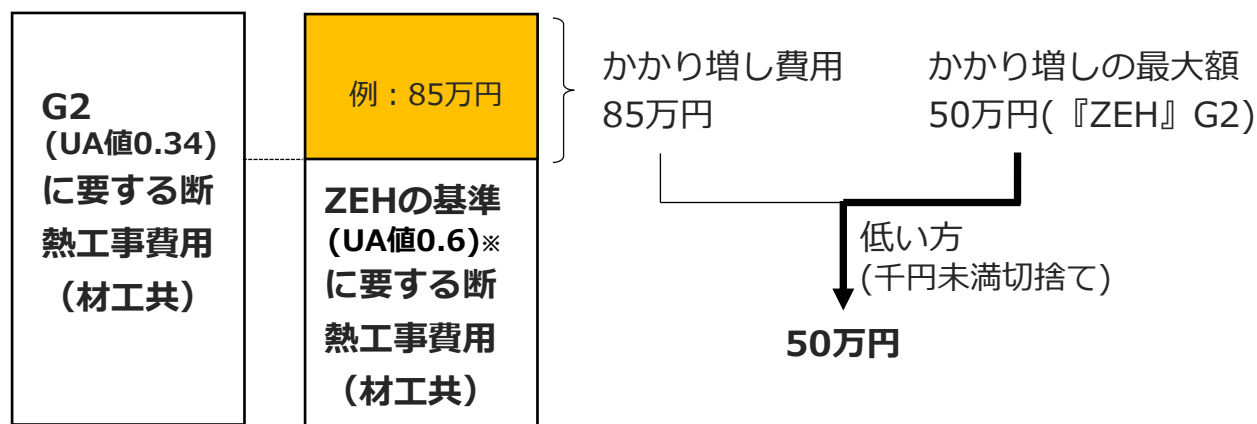 G2
(UA値0.34)
に要する断
熱工事費用
（材工共）
例：85万円
ZEHの基準
(UA値0.6)※
に要する断
熱工事費用
（材工共）
かかり増し費用
85万円
かかり増しの最大額
50万円(『ZEH』G2)
低い方
(千円未満切捨て)
50万円